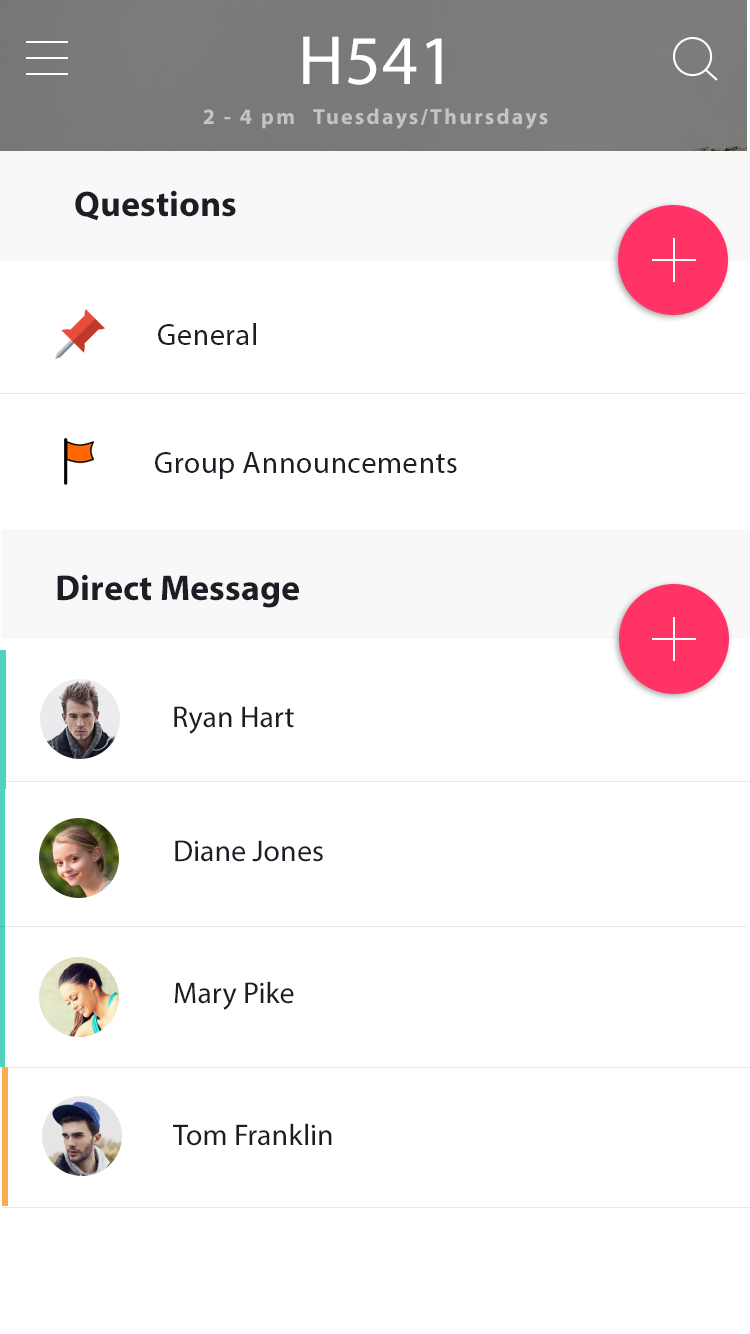 H541
2 - 4 pm Tuesdays/Thursdays
Questions
General
Group Announcements
Direct Message
Ryan Hart
Diane Jones
Mary Pike
Tom Franklin